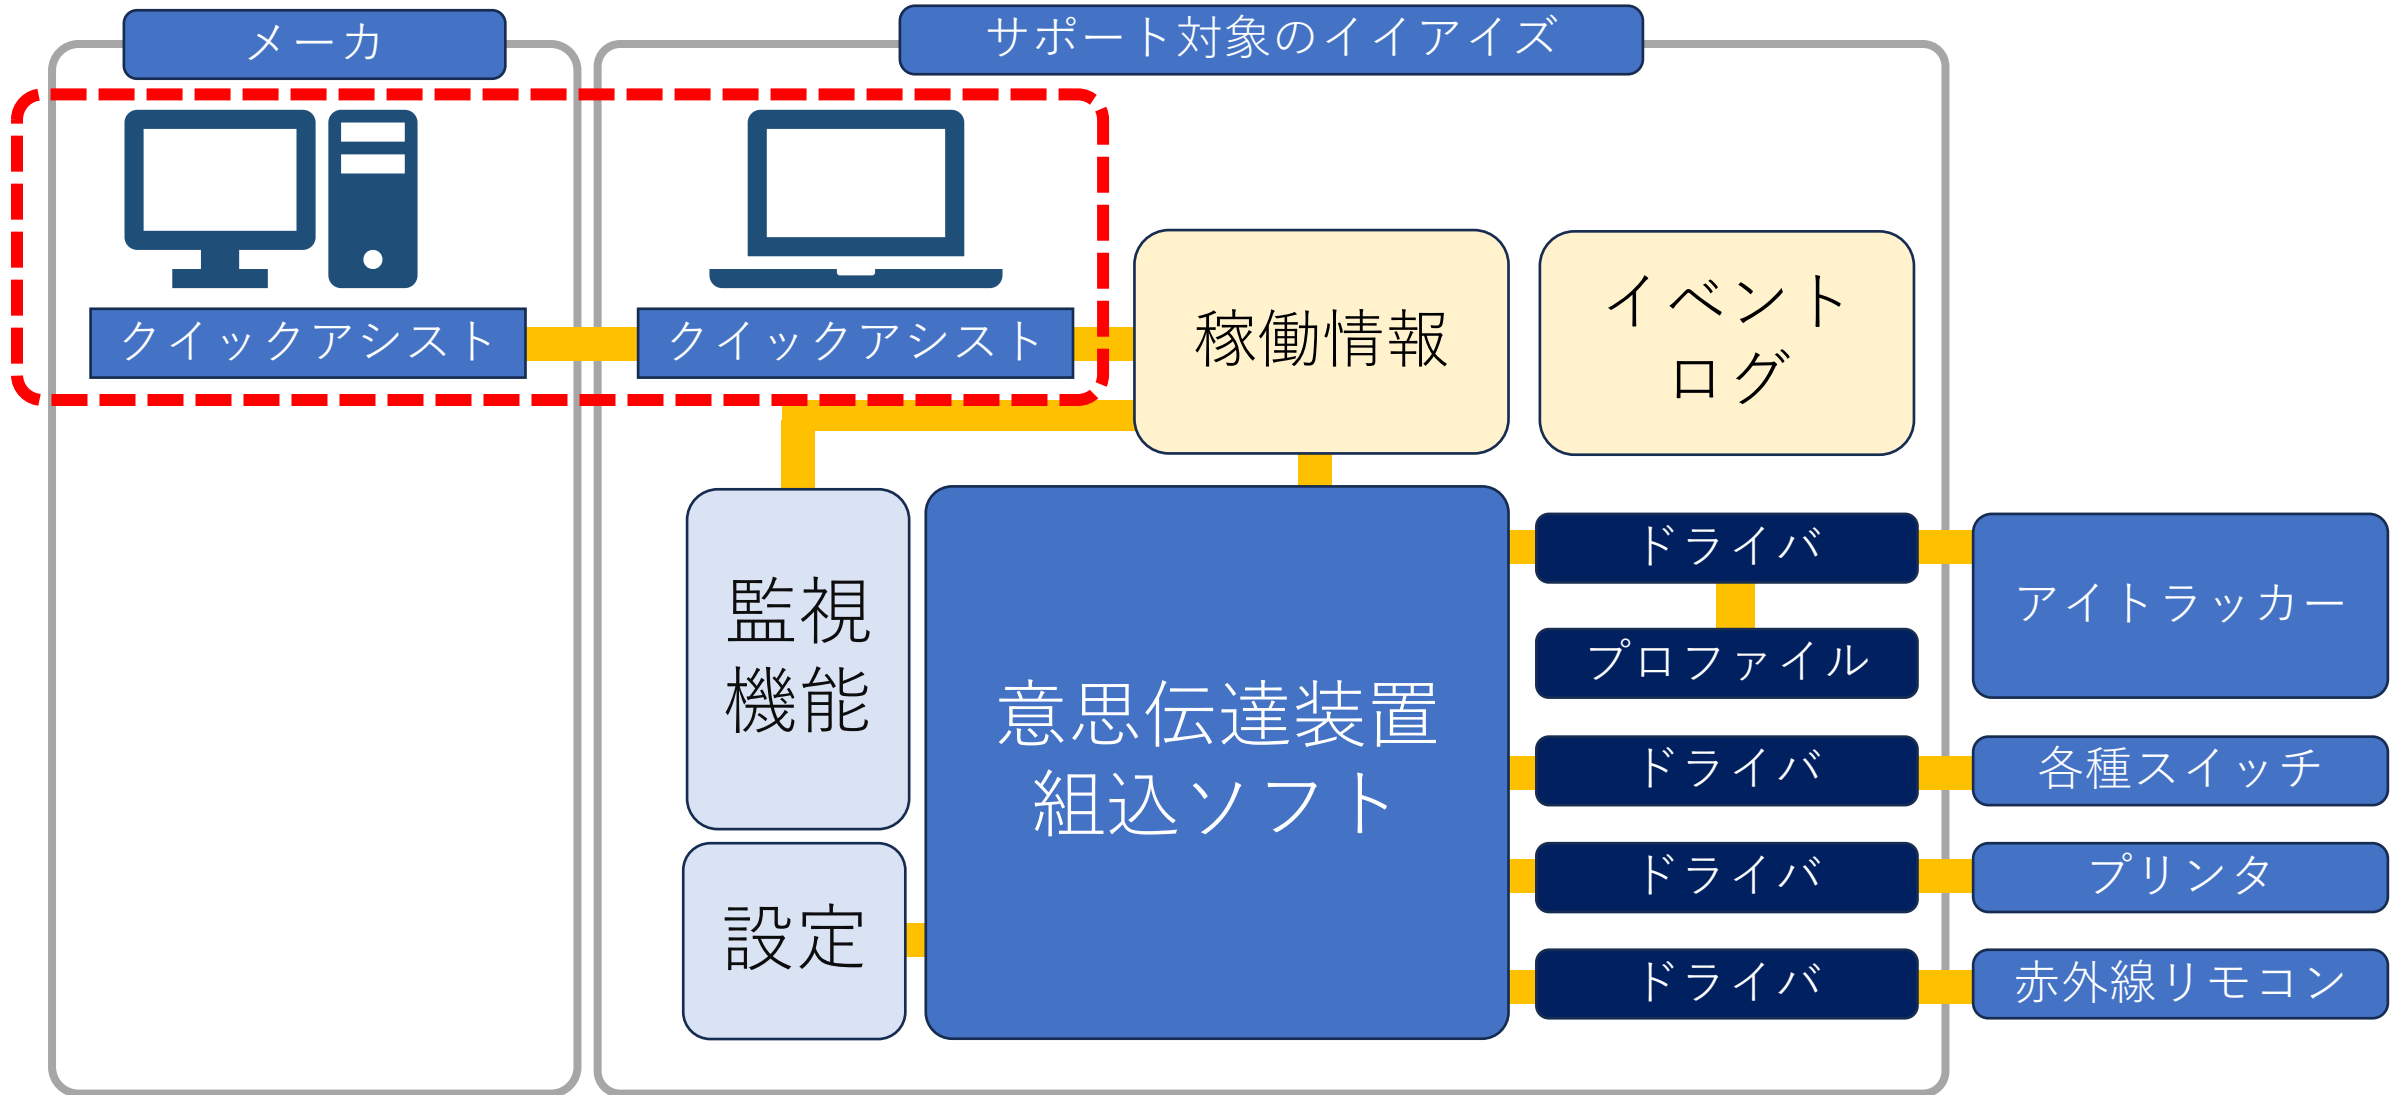 メーカ
サポート対象のイイアイズ
クイックアシスト
クイックアシスト
稼働情報
イベント
ログ
監視
機能
意思伝達装置
組込ソフト
設定
ドライバ
プロファイル
ドライバ
ドライバ
ドライバ
アイトラッカー
各種スイッチ
プリンタ
赤外線リモコン